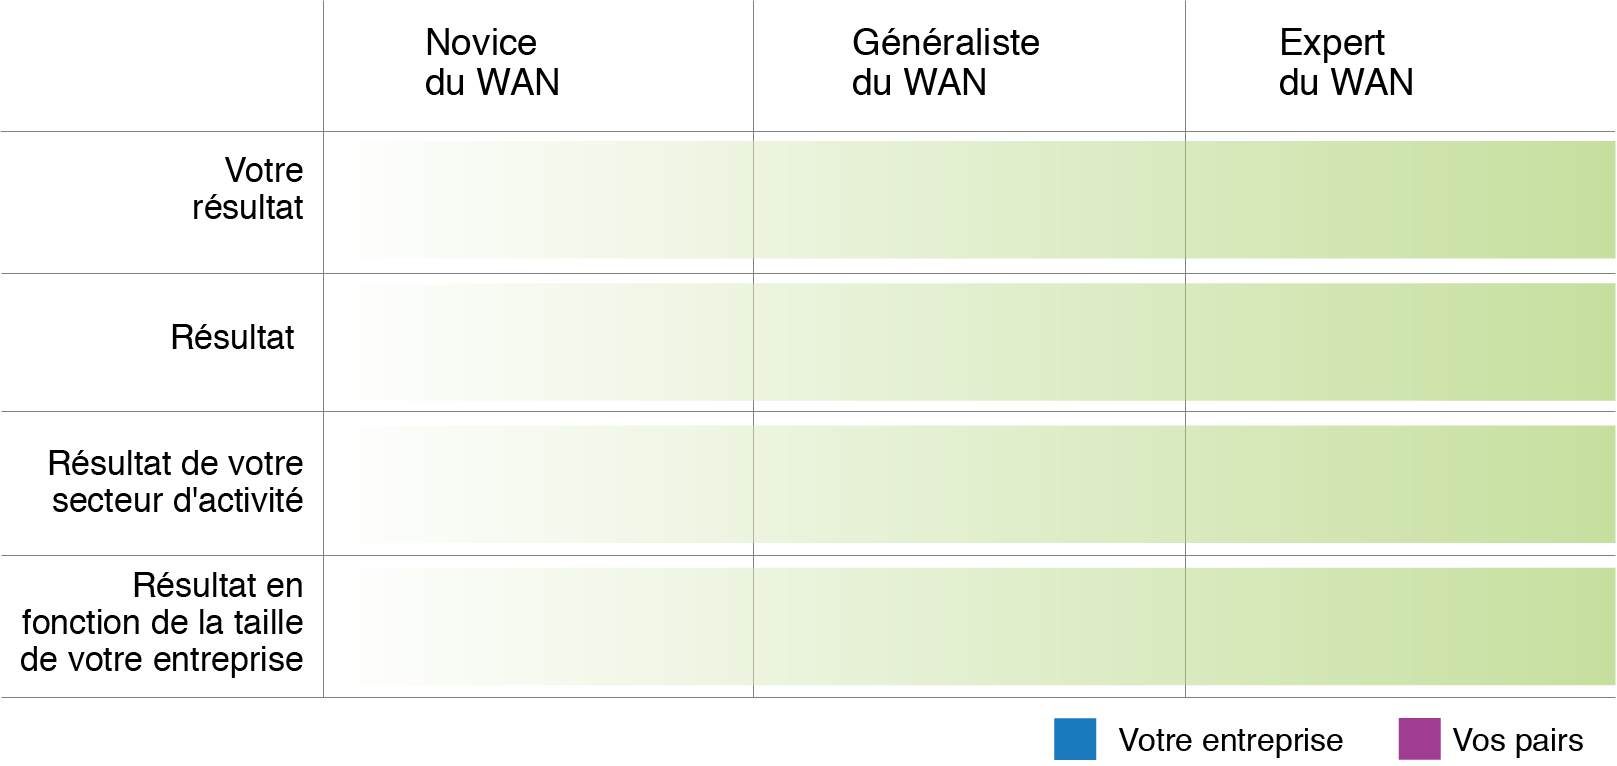 Novice
du WAN
Généraliste
du WAN
Expert
du WAN
Votre
résultat
Résultat
Résultat de votre
secteur d'activité
Résultat en
fonction de la taille
de votre entreprise
Votre entreprise
Vos pairs